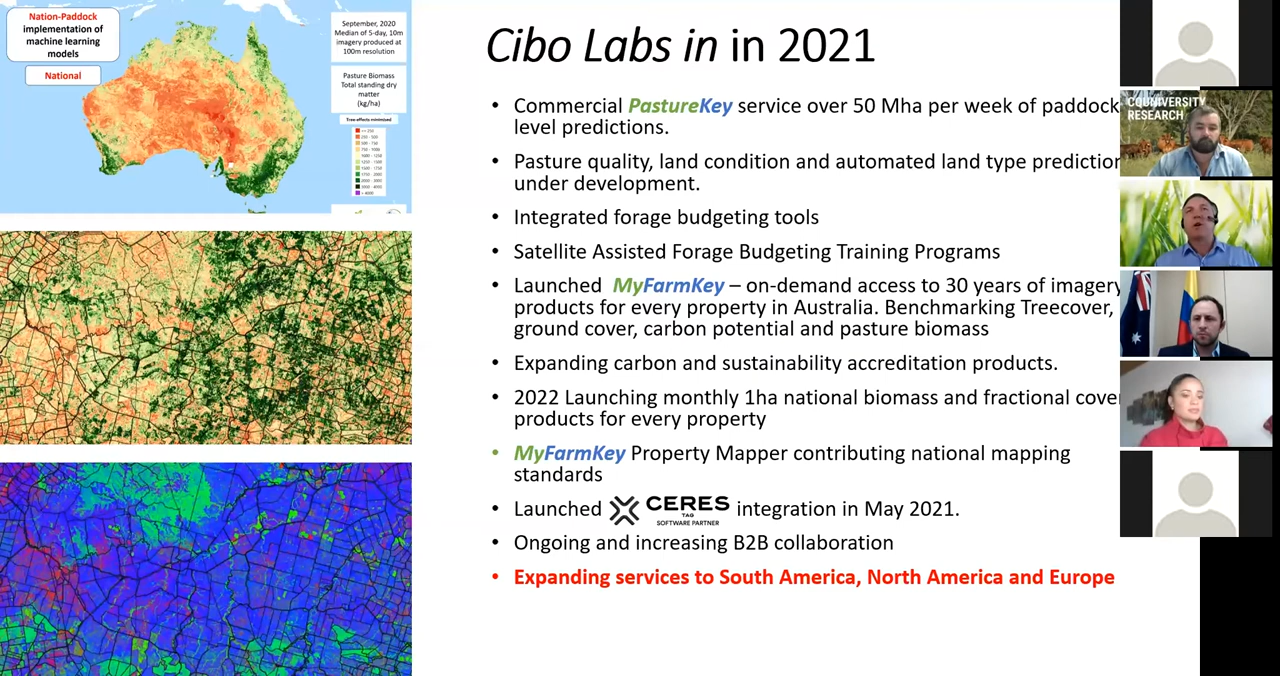 Nation-Paddock
implementation of
machine learning
models
National
September, 2020
Median of 5-day, 10m
imagery produced at
100m resolution
Pasture Biomass
Total standing dry
matter
(kg/ha)
Tree effects minimised
Cibo Labs in in 2021
• Commercial PastureKey service over 50 Mha per week of paddock
level predictions.
• Pasture quality, land condition and automated land type prediction
under development.
• Integrated forage budgeting tools
• Satellite Assisted Forage Budgeting Training Programs
• Launched MyFarmKey – on-demand access to 30 years of imagery
products for every property in Australia. Benchmarking Treecover,
ground cover, carbon potential and pasture biomass
• Expanding carbon and sustainability accreditation products.
• 2022 Launching monthly 1ha national biomass and fractional cove
products for every property
• MyFarmKey Property Mapper contributing national mapping
standards
• Launched CERES TAG SOFTWARE PARTNER integration in May 2021.
• Ongoing and increasing B2B collaboration
• Expanding services to South America, North America and Europe
CQUNIVERSITY
RESEARCH